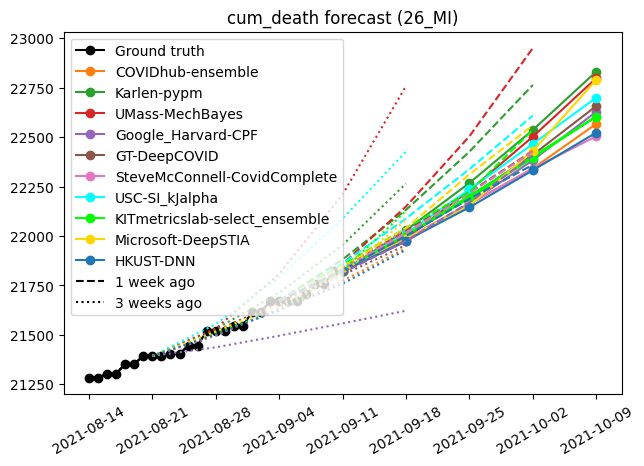 cum_death forecast (26_MI)
23000
22750
22500
22250
22000
21750
21500
21250
Ground truth
COVIDhub-ensemble
Karlen-pypm
UMass-MechBayes
Google_Harvard-CPF
GT-DeepCOVID
SteveMcConnell-CovidComplete
USC-SI_kJalpha
KITmetricslab-select_ensemble
Microsoft-DeepSTIA
HKUST-DNN
1 week ago
3 weeks ago
2021-08-14
2021-08-21
2021-08-28
2021-09-04
2021-09-11
2021-09-18
2021-09-25
2021-10-02
2021-10-09